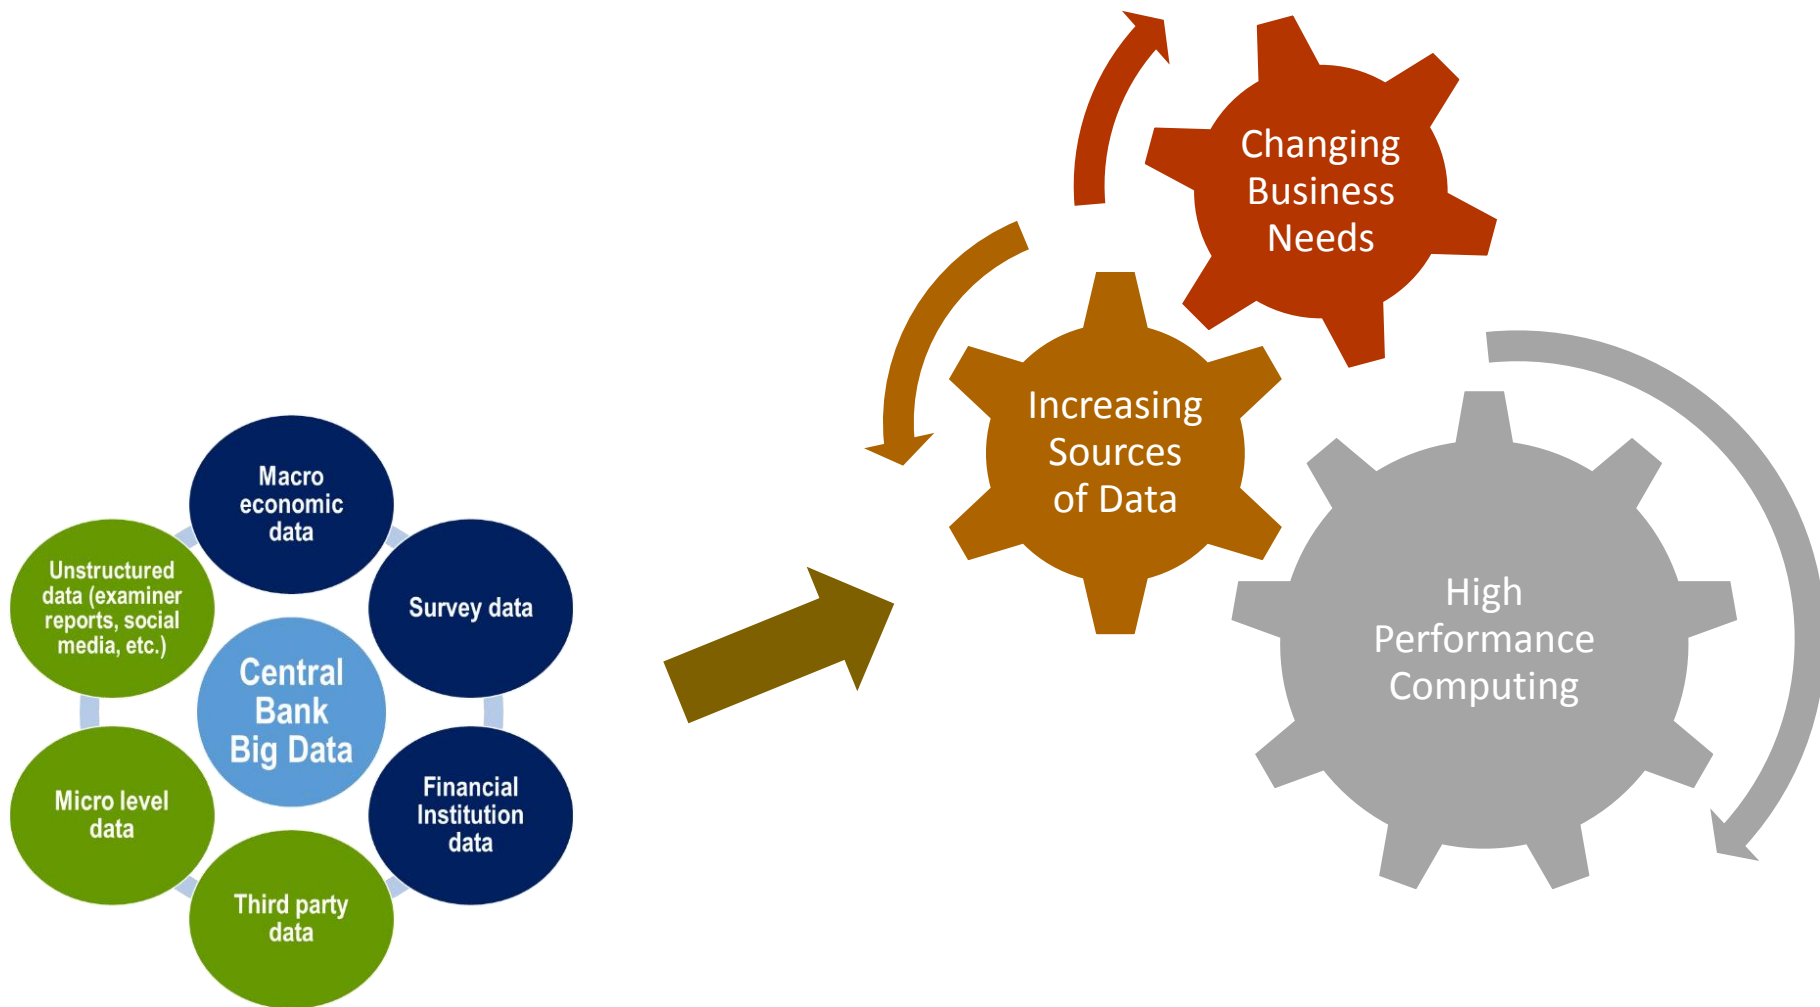 Changing
Business
Needs
Increasing
Sources
of Data
High
Performance
Computing
Macro
economic
data
Unstructured
data (examiner
reports, social
media, etc.)
Survey data
Central
Bank
Big Data
Micro level
data
Financial
Institution
data
Third party
data